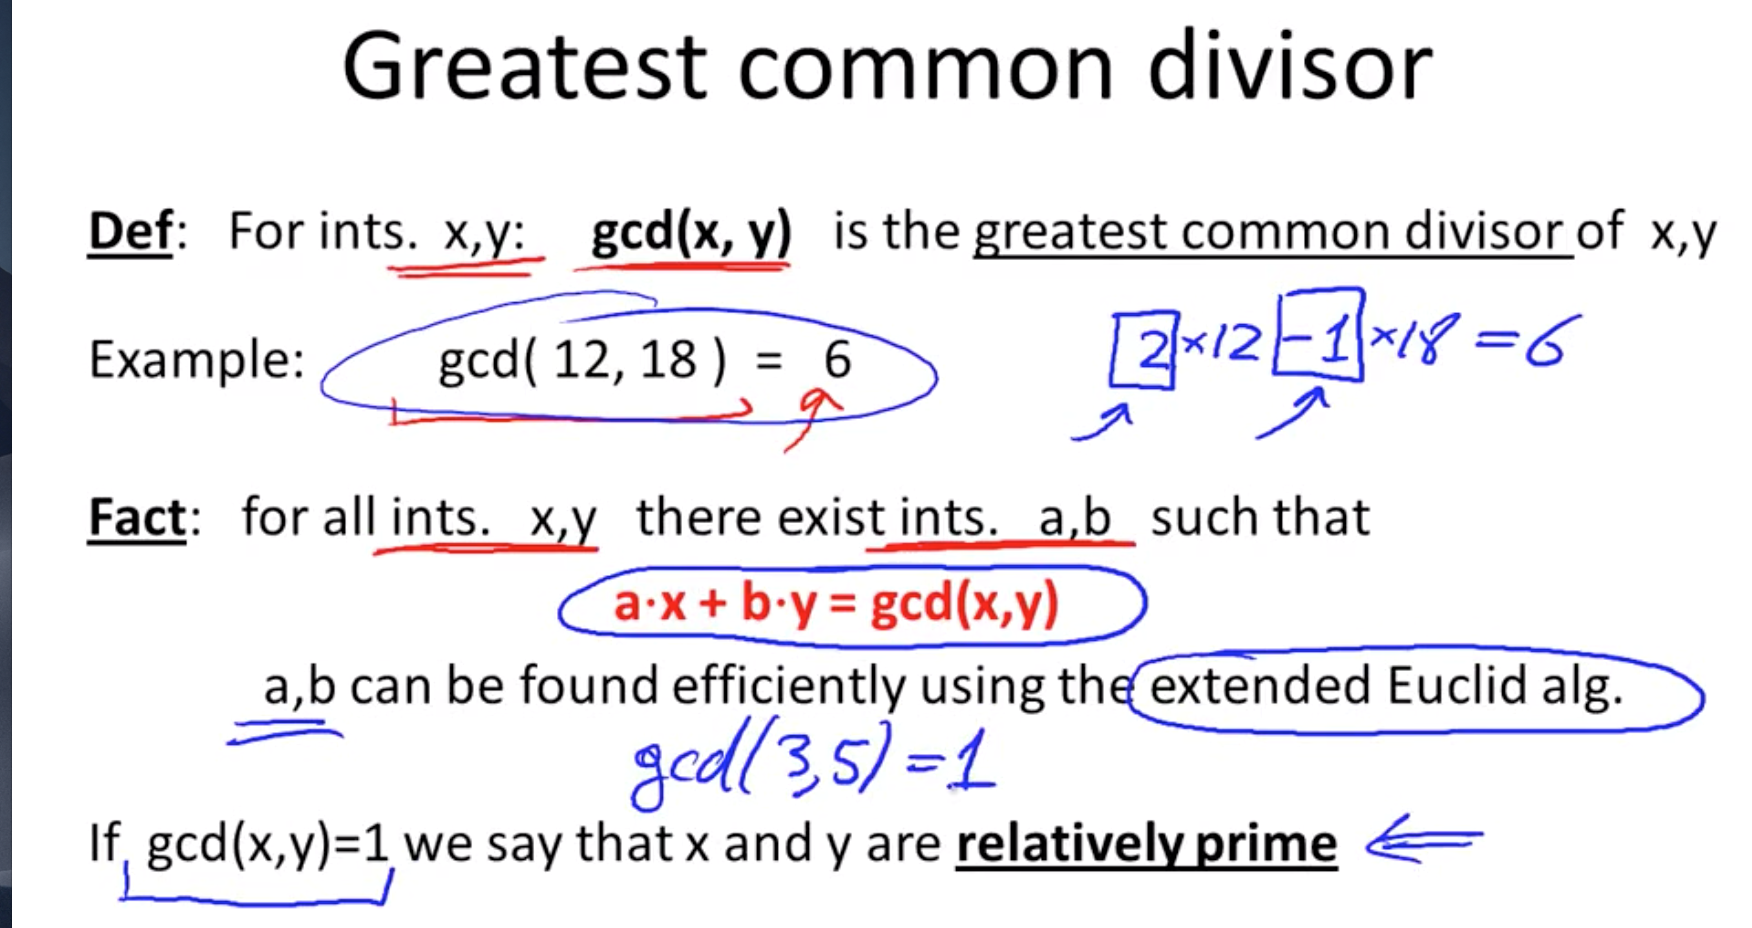 Greatest common divisor
Def: For ints. x,y: gcd(x, y) is the greatest common divisor of x,y
Example: gcd( 12, 18 ) = 6
2×12 -1×18 = 6
Fact: for all ints. x,y there exist ints. a,b such that
a·x + b·y = gcd(x,y)
a,b can be found efficiently using the extended Euclid alg.
gcd(3,5)=1
If gcd(x,y)=1 we say that x and y are relatively prime